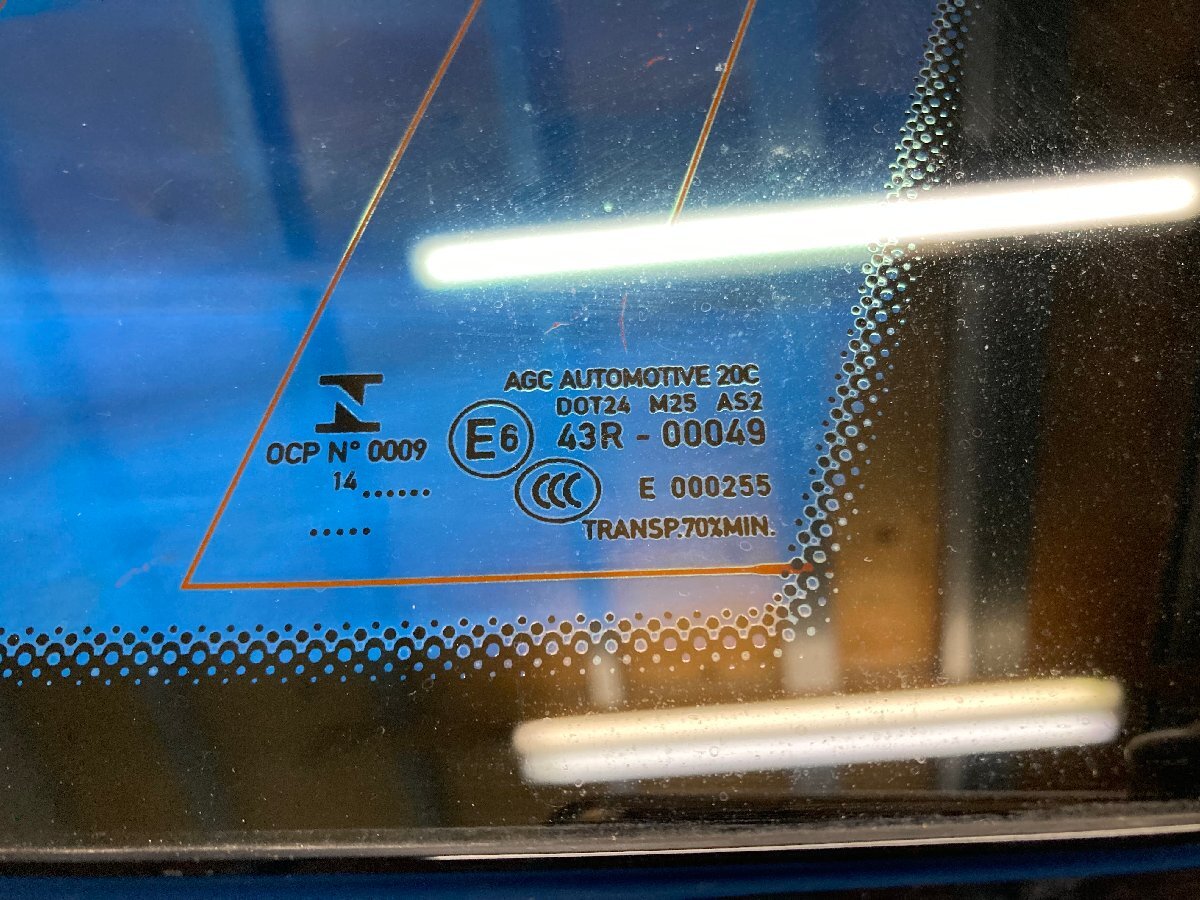 AGC AUTOMOTIVE 20C
DOT24 M25 AS2
E6 43R - 00049
OCP N° 0009
14 ......
CCC E 000255
TRANSP.70%MIN.
.....